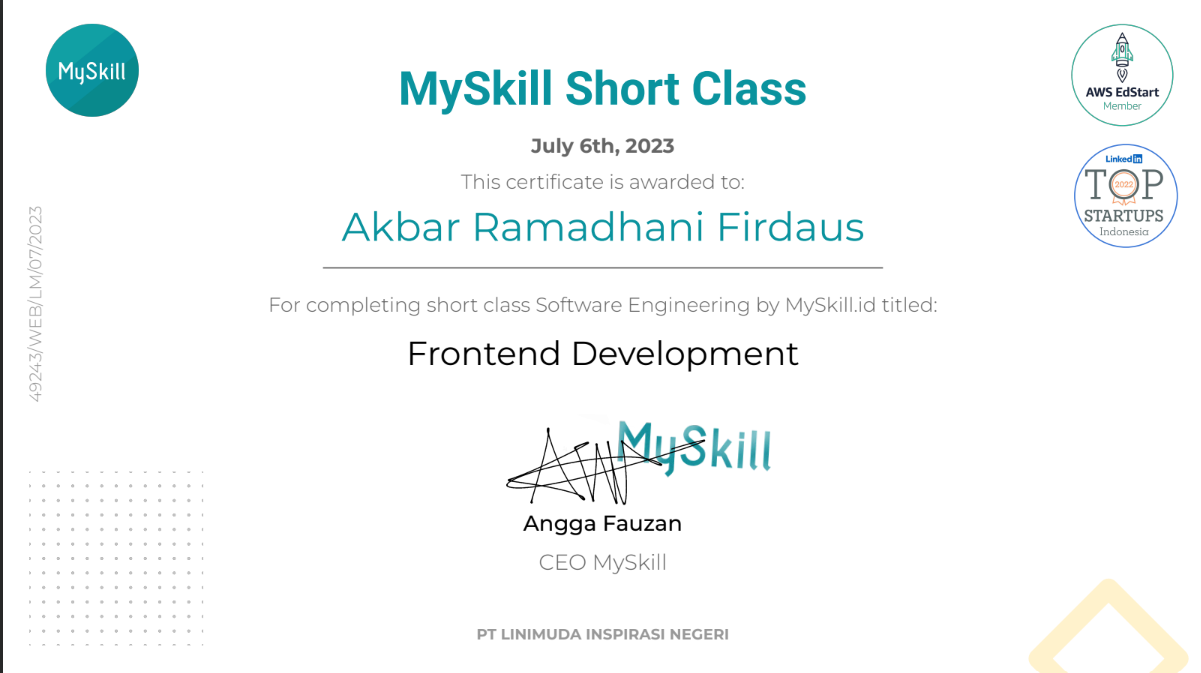 MySkill
MySkill Short Class
AWS EdStart
Member
July 6th, 2023
This certificate is awarded to:
Linkedin
TOP
2022
STARTUPS
Indonesia
Akbar Ramadhani Firdaus
49243/WEB/LM/07/2023
For completing short class Software Engineering by MySkill.id titled:
Frontend Development
MySkill
Angga Fauzan
CEO MySkill
PT LINIMUDA INSPIRASI NEGERI